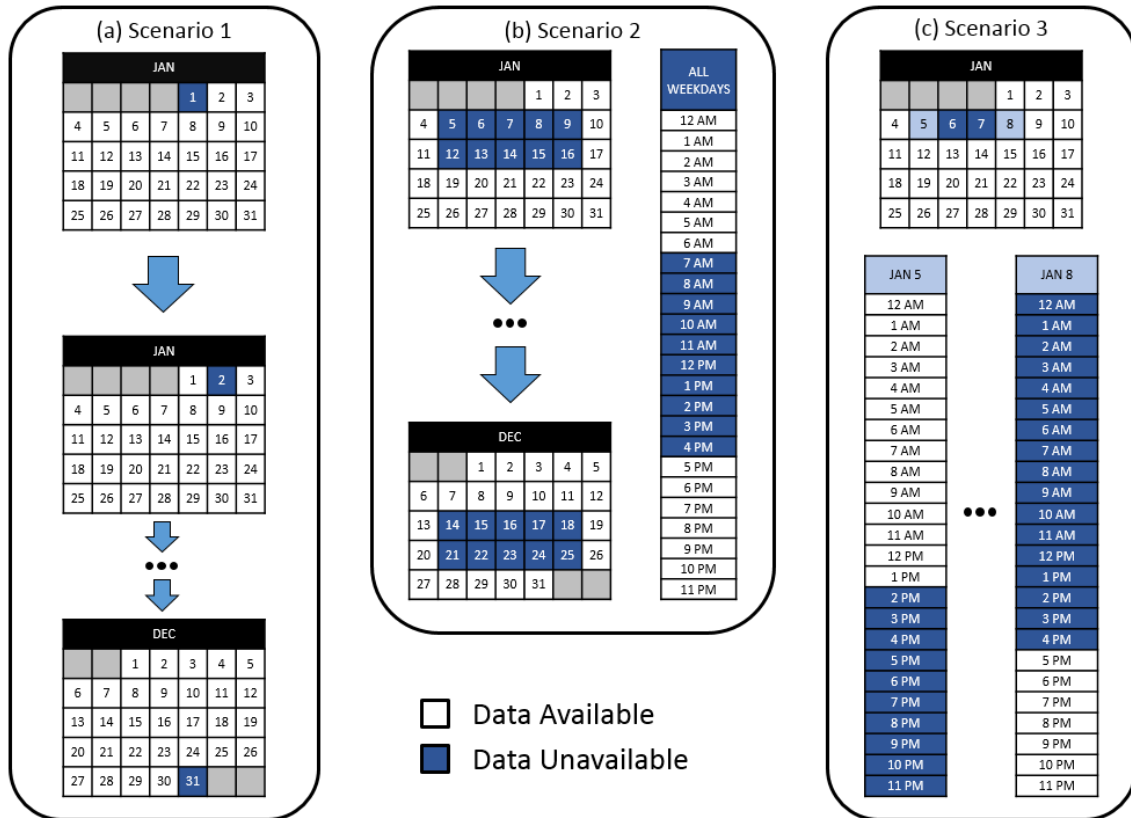 (a) Scenario 1
JAN
1 2 3
4 5 6 7 8 9 10
11 12 13 14 15 16 17
18 19 20 21 22 23 24
25 26 27 28 29 30 31
JAN
1 2 3
4 5 6 7 8 9 10
11 12 13 14 15 16 17
18 19 20 21 22 23 24
25 26 27 28 29 30 31
DEC
1 2 3 4 5
6 7 8 9 10 11 12
13 14 15 16 17 18 19
20 21 22 23 24 25 26
27 28 29 30 31
(b) Scenario 2
JAN
1 2 3
4 5 6 7 8 9 10
11 12 13 14 15 16 17
18 19 20 21 22 23 24
25 26 27 28 29 30 31
DEC
1 2 3 4 5
6 7 8 9 10 11 12
13 14 15 16 17 18 19
20 21 22 23 24 25 26
27 28 29 30 31
ALL
WEEKDAYS
12 AM
1 AM
2 AM
3 AM
4 AM
5 AM
6 AM
7 AM
8 AM
9 AM
10 AM
11 AM
12 PM
1 PM
2 PM
3 PM
4 PM
5 PM
6 PM
7 PM
8 PM
9 PM
10 PM
11 PM
Data Available
Data Unavailable
(c) Scenario 3
JAN
1 2 3
4 5 6 7 8 9 10
11 12 13 14 15 16 17
18 19 20 21 22 23 24
25 26 27 28 29 30 31
JAN 5
12 AM
1 AM
2 AM
3 AM
4 AM
5 AM
6 AM
7 AM
8 AM
9 AM
10 AM
11 AM
12 PM
1 PM
2 PM
3 PM
4 PM
5 PM
6 PM
7 PM
8 PM
9 PM
10 PM
11 PM
JAN 8
12 AM
1 AM
2 AM
3 AM
4 AM
5 AM
6 AM
7 AM
8 AM
9 AM
10 AM
11 AM
12 PM
1 PM
2 PM
3 PM
4 PM
5 PM
6 PM
7 PM
8 PM
9 PM
10 PM
11 PM